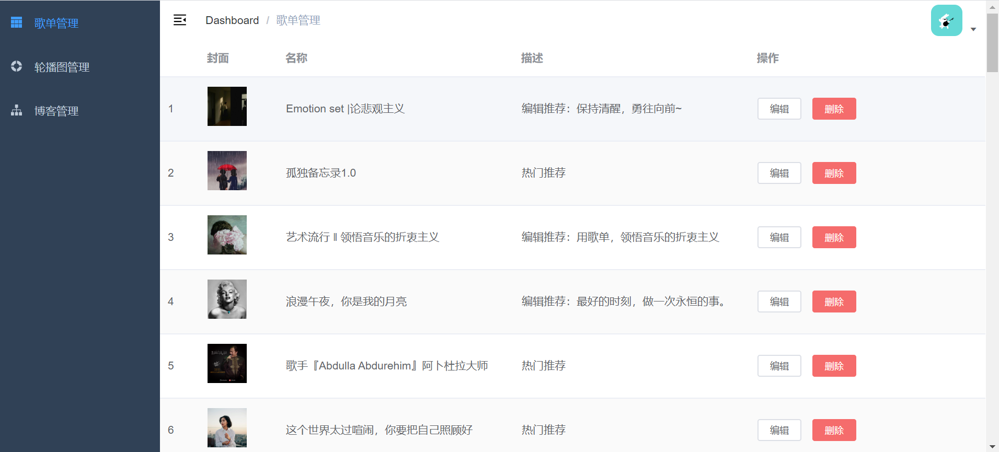 歌单管理
轮播图管理
博客管理
Dashboard / 歌单管理
封面 名称 描述 操作
1 Emotion set |论悲观主义 编辑推荐：保持清醒，勇往向前~ 编辑 删除
2 孤独备忘录1.0 热门推荐 编辑 删除
3 艺术流行 ‖ 领悟音乐的折衷主义 编辑推荐：用歌单，领悟音乐的折衷主义 编辑 删除
4 浪漫午夜，你是我的月亮 编辑推荐：最好的时刻，做一次永恒的事。 编辑 删除
5 歌手『Abdulla Abdurehim』阿卜杜拉大师 热门推荐 编辑 删除
6 这个世界太过喧闹，你要把自己照顾好 热门推荐 编辑 删除